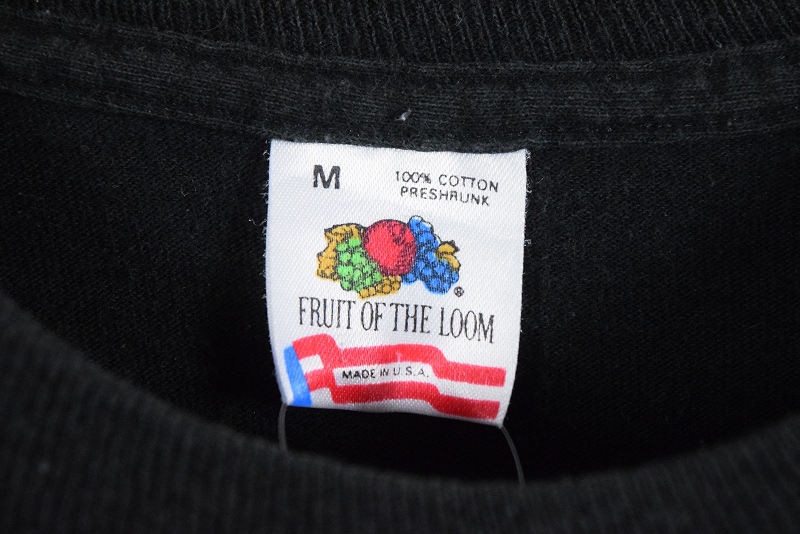 M
100% COTTON
PRESHRUNK
®
FRUIT OF THE LOOM
MADE IN U.S.A.